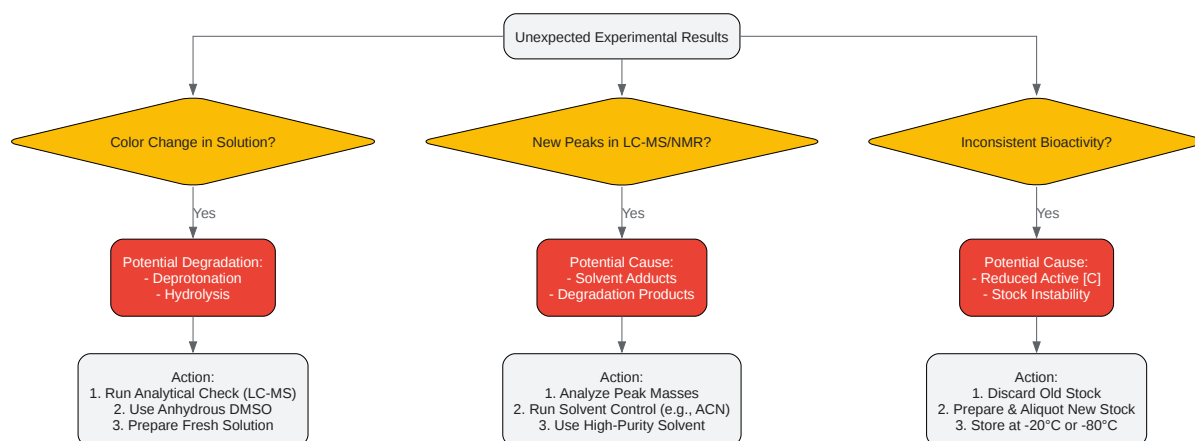 Unexpected Experimental Results
Color Change in Solution?
New Peaks in LC-MS/NMR?
Inconsistent Bioactivity?
Yes
Yes
Yes
Potential Degradation:
- Deprotonation
- Hydrolysis
Potential Cause:
- Solvent Adducts
- Degradation Products
Potential Cause:
- Reduced Active [C]
- Stock Instability
Action:
1. Run Analytical Check (LC-MS)
2. Use Anhydrous DMSO
3. Prepare Fresh Solution
Action:
1. Analyze Peak Masses
2. Run Solvent Control (e.g., ACN)
3. Use High-Purity Solvent
Action:
1. Discard Old Stock
2. Prepare & Aliquot New Stock
3. Store at -20°C or -80°C